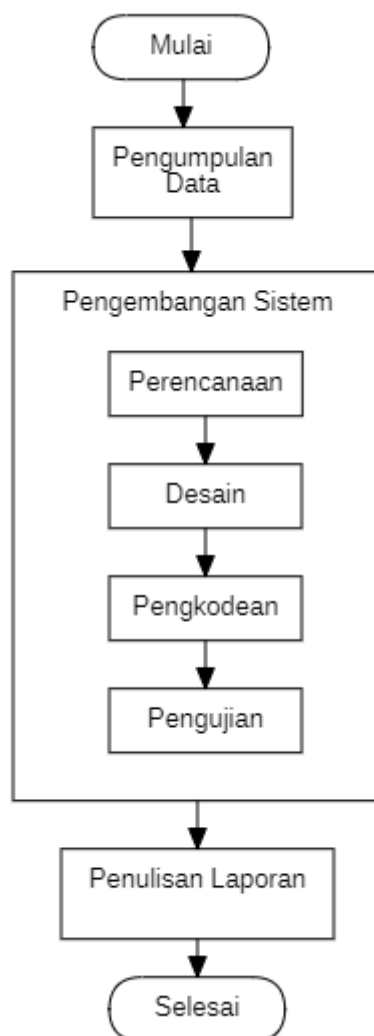 Mulai
Pengumpulan
Data
Pengembangan Sistem
Perencanaan
Desain
Pengkodean
Pengujian
Penulisan Laporan
Selesai